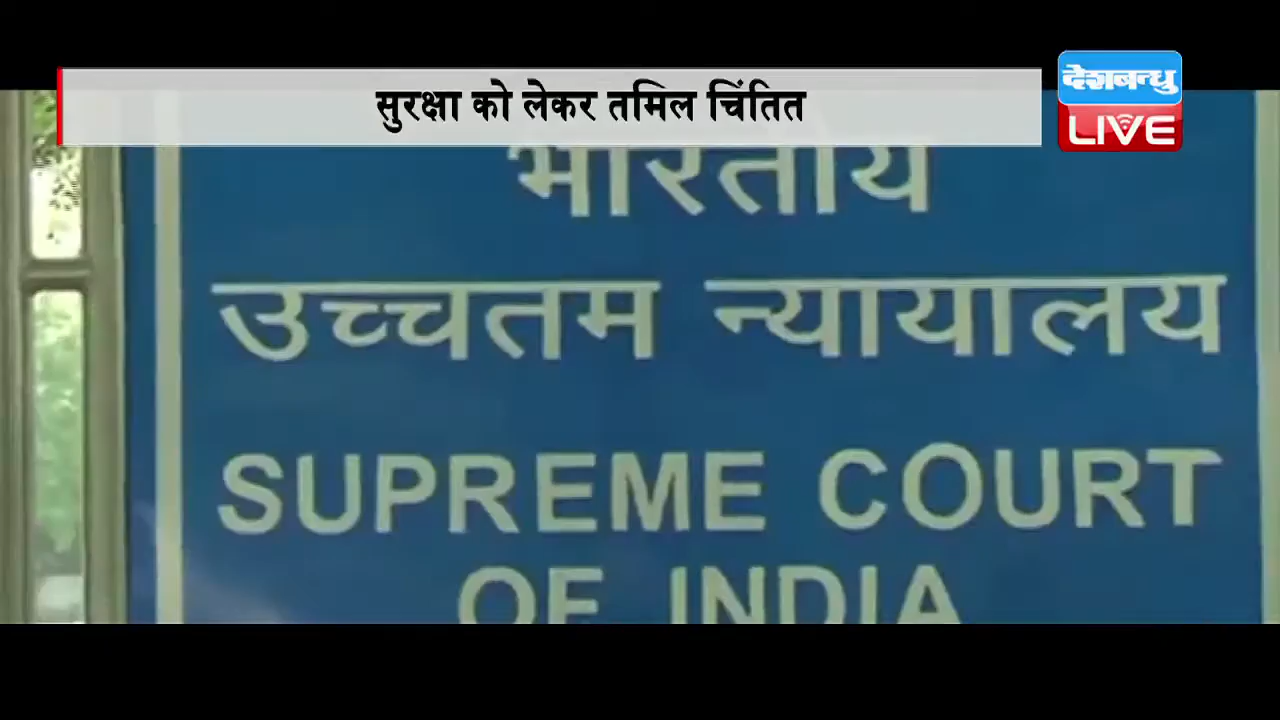 सुरक्षा को लेकर तमिल चिंतित
देशबन्धु
LIVE
भारतीय
उच्चतम न्यायालय
SUPREME COURT
OF INDIA